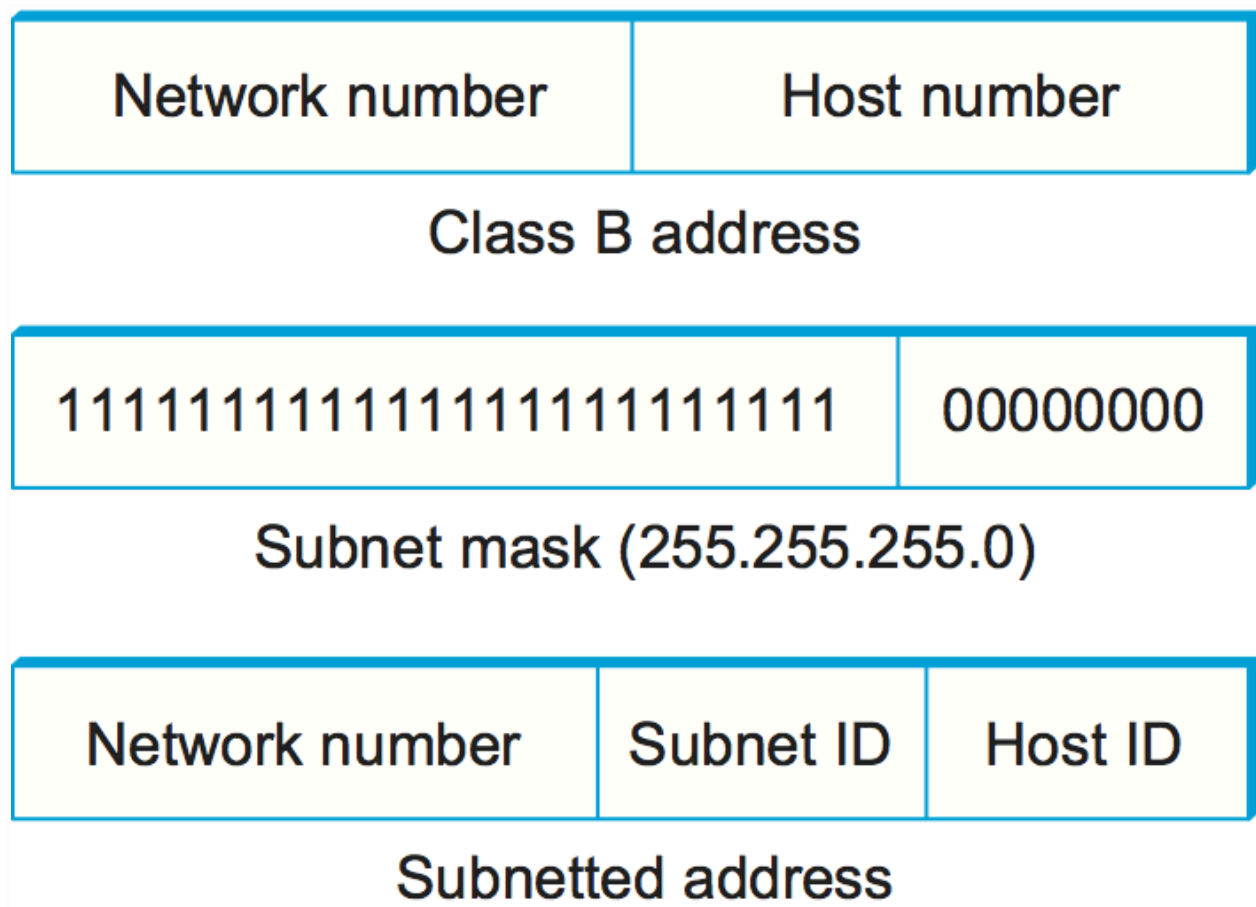 Network number Host number
Class B address
111111111111111111111111 00000000
Subnet mask (255.255.255.0)
Network number Subnet ID Host ID
Subnetted address